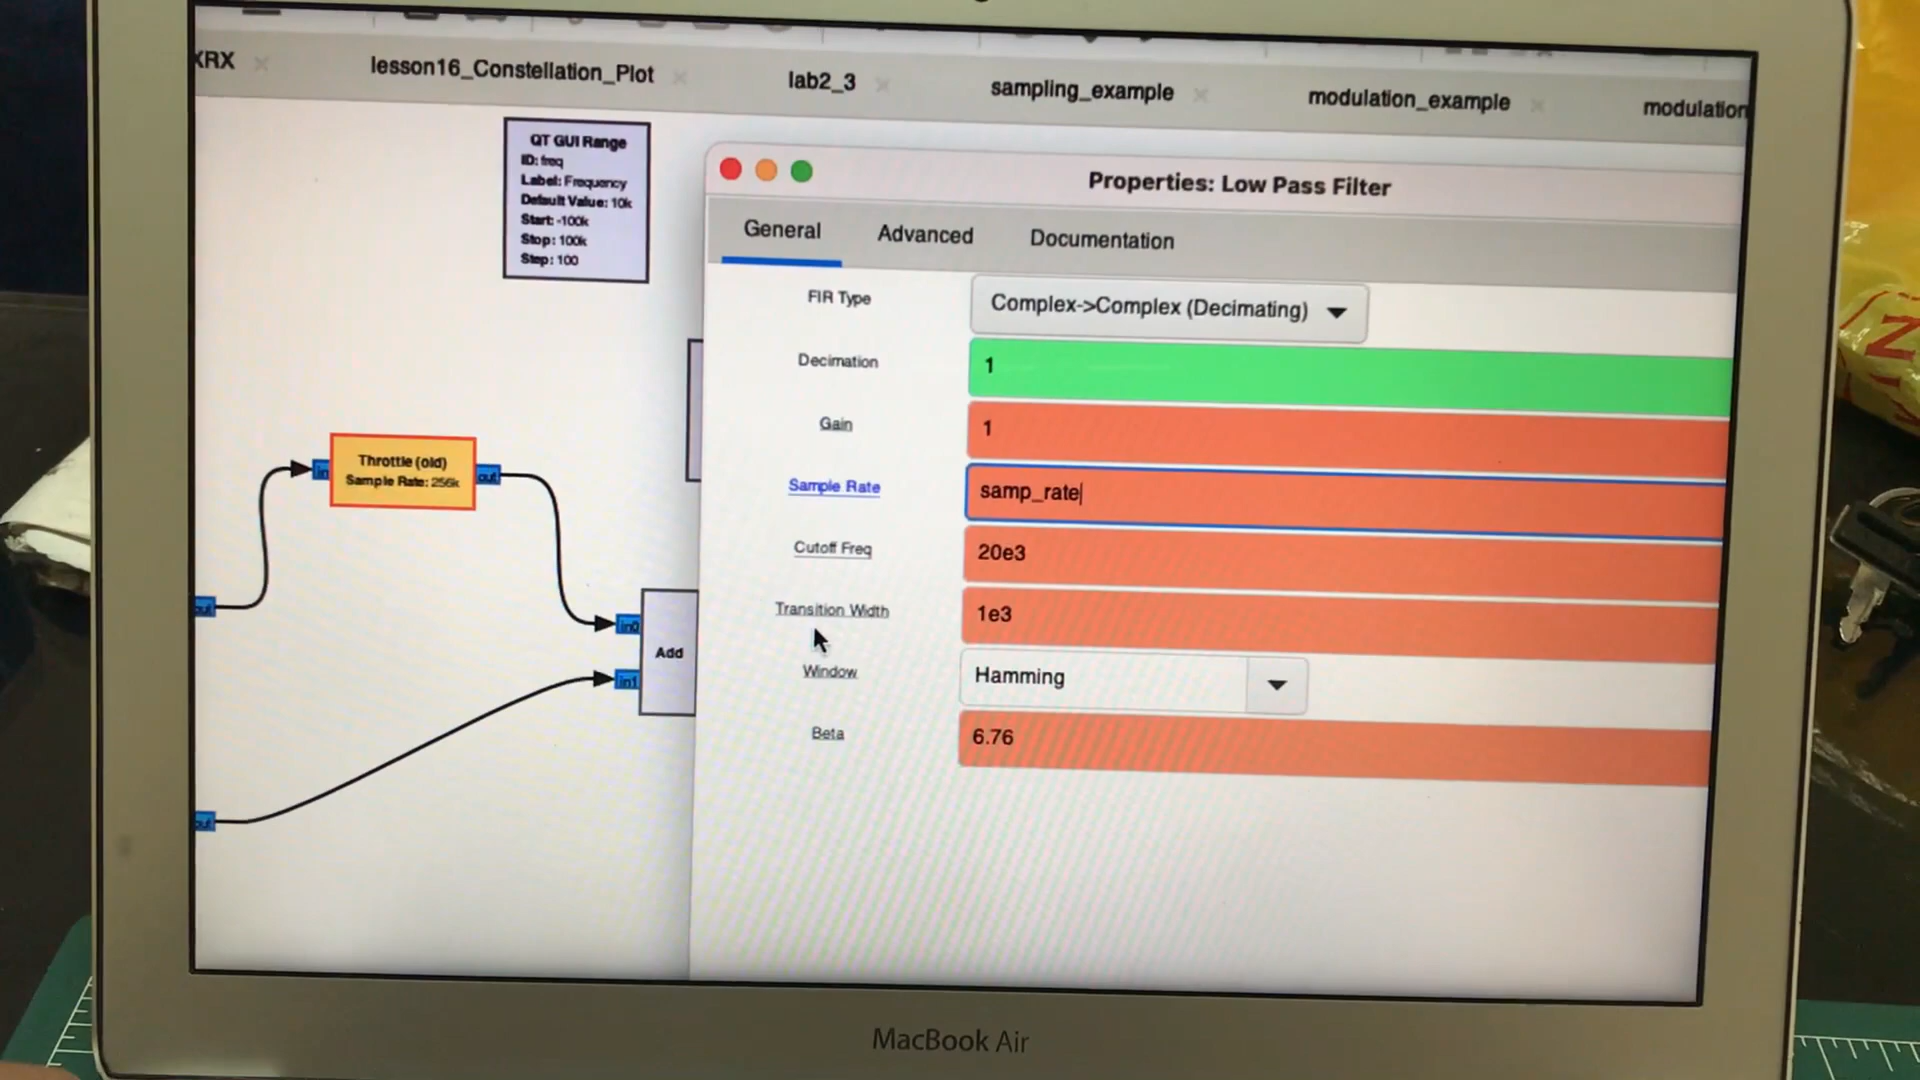 XRX
lesson16_Constellation_Plot
lab2_3
sampling_example
modulation_example
modulation
QT GUI Range
ID: freq
Label: Frequency
Default Value: 10k
Start: -100k
Stop: 100k
Step: 100
Properties: Low Pass Filter
General
Advanced
Documentation
FIR Type
Complex->Complex (Decimating)
Decimation
1
Gain
1
Sample Rate
samp_rate
Cutoff Freq
20e3
Transition Width
1e3
Window
Hamming
Beta
6.76
in
Throttle (old)
Sample Rate: 256k
out
out
in0
Add
in1
out
MacBook Air
N